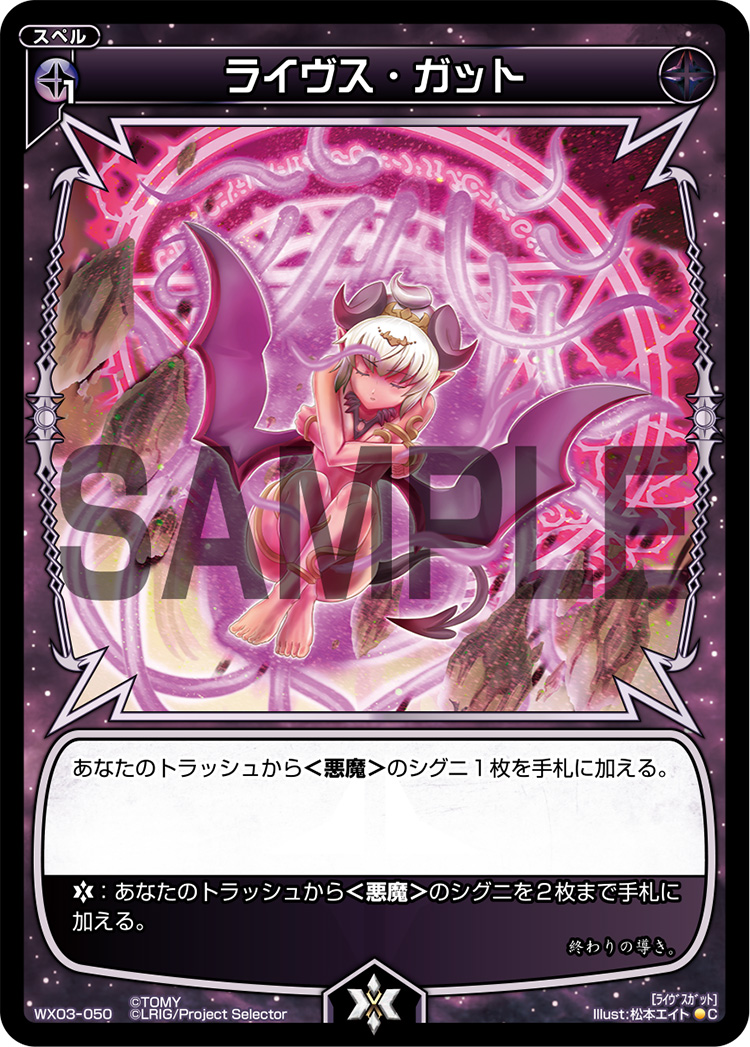 スペル
ライヴス・ガット
1
SAMPLE
あなたのトラッシュから<悪魔>のシグニ１枚を手札に加える。
：あなたのトラッシュから<悪魔>のシグニを２枚まで手札に
加える。
終わりの導き。
[ﾗｲヴｽｶﾞｯﾄ]
©TOMY
WX03-050 ©LRIG/Project Selector
Illust:松本エイト C